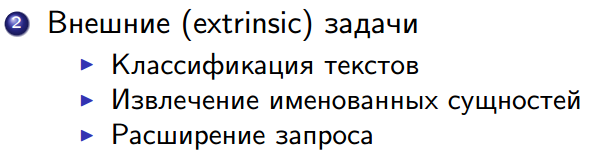 2 Внешние (extrinsic) задачи
Классификация текстов
Извлечение именованных сущностей
Расширение запроса